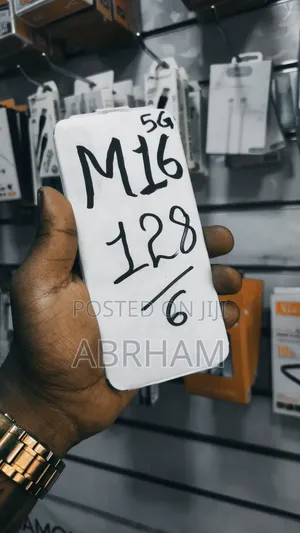 5G
M16
128
6
POSTED ON JIJI
ABRHAM